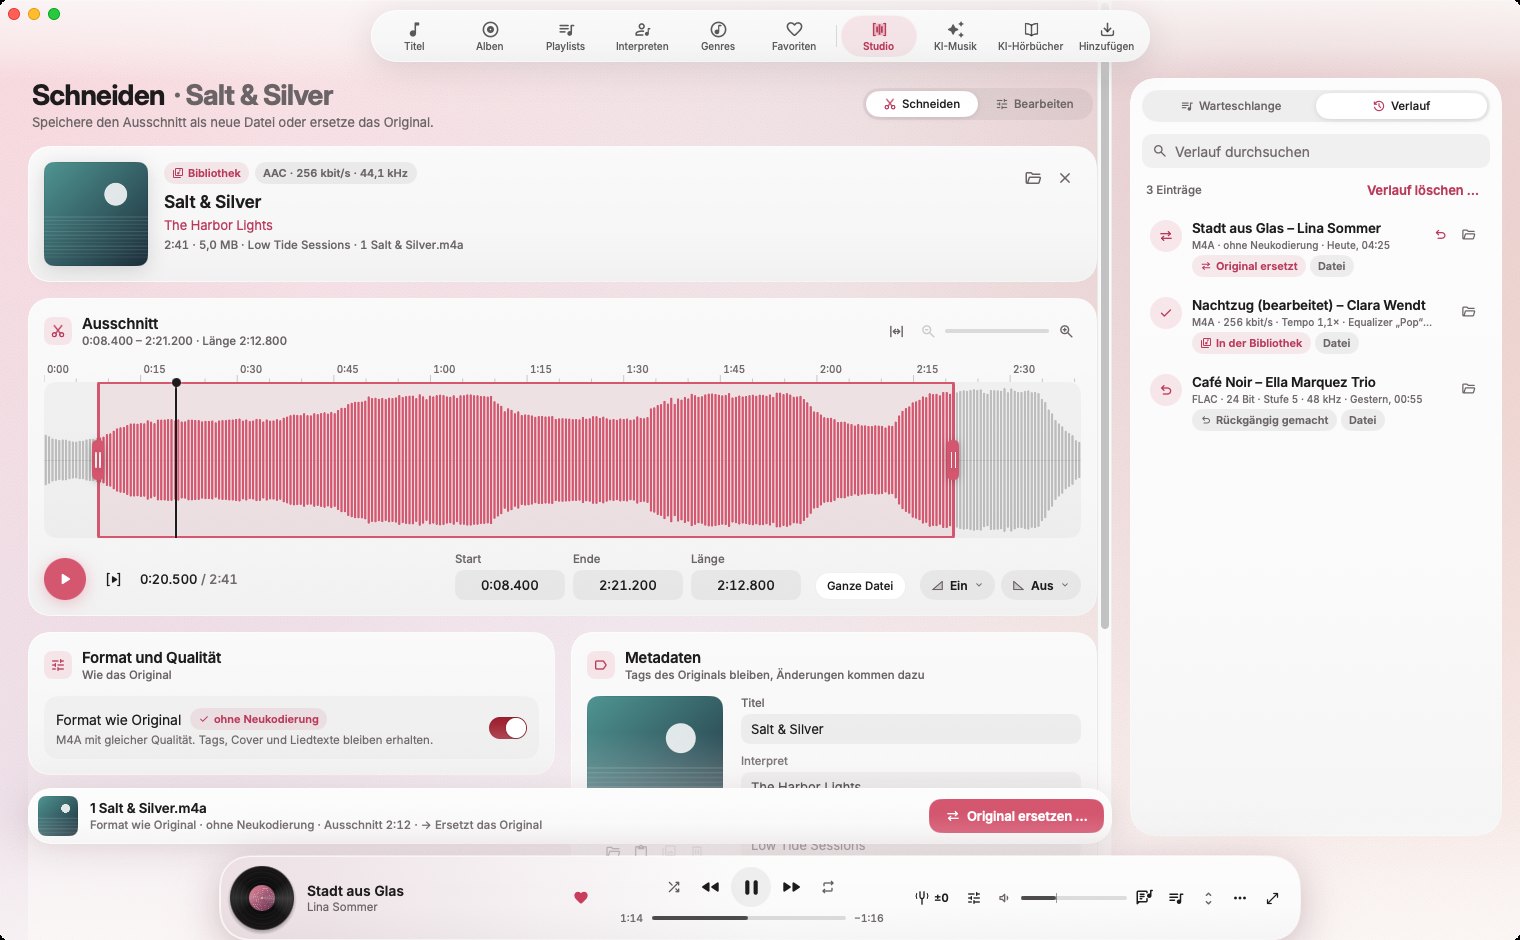 Titel
Alben
Playlists
Interpreten
Genres
Favoriten
Studio
KI-Musik
KI-Hörbücher
Hinzufügen
Schneiden · Salt & Silver
Speichere den Ausschnitt als neue Datei oder ersetze das Original.
Schneiden
Bearbeiten
Bibliothek
AAC · 256 kbit/s · 44,1 kHz
Salt & Silver
The Harbor Lights
2:41 · 5,0 MB · Low Tide Sessions · 1 Salt & Silver.m4a
Ausschnitt
0:08.400 – 2:21.200 · Länge 2:12.800
0:00 0:15 0:30 0:45 1:00 1:15 1:30 1:45 2:00 2:15 2:30
0:20.500 / 2:41
Start
0:08.400
Ende
2:21.200
Länge
2:12.800
Ganze Datei
Ein
Aus
Format und Qualität
Wie das Original
Format wie Original
ohne Neukodierung
M4A mit gleicher Qualität. Tags, Cover und Liedtexte bleiben erhalten.
Metadaten
Tags des Originals bleiben, Änderungen kommen dazu
Titel
Salt & Silver
Interpret
The Harbor Lights
Low Tide Sessions
1 Salt & Silver.m4a
Format wie Original · ohne Neukodierung · Ausschnitt 2:12 · → Ersetzt das Original
Original ersetzen ...
Warteschlange
Verlauf
Verlauf durchsuchen
3 Einträge
Verlauf löschen ...
Stadt aus Glas – Lina Sommer
M4A · ohne Neukodierung · Heute, 04:25
Original ersetzt
Datei
Nachtzug (bearbeitet) – Clara Wendt
M4A · 256 kbit/s · Tempo 1,1× · Equalizer „Pop“...
In der Bibliothek
Datei
Café Noir – Ella Marquez Trio
FLAC · 24 Bit · Stufe 5 · 48 kHz · Gestern, 00:55
Rückgängig gemacht
Datei
Stadt aus Glas
Lina Sommer
1:14
−1:16
±0